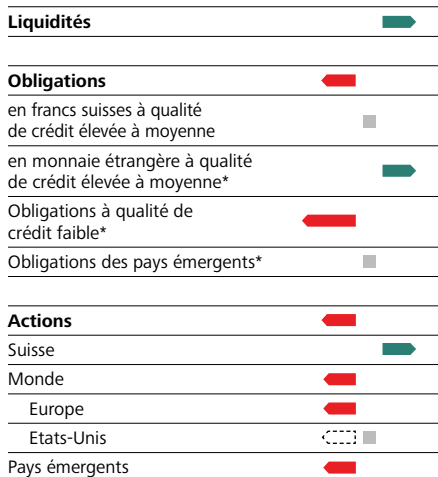 Liquidités
Obligations
en francs suisses à qualité
de crédit élevée à moyenne
en monnaie étrangère à qualité
de crédit élevée à moyenne*
Obligations à qualité de
crédit faible*
Obligations des pays émergents*
Actions
Suisse
Monde
Europe
Etats-Unis
Pays émergents